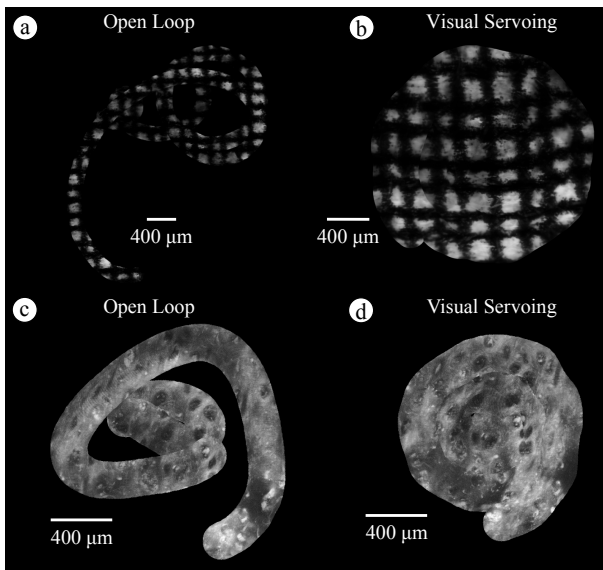 a
Open Loop
b
Visual Servoing
400 μm
400 μm
c
Open Loop
d
Visual Servoing
400 μm
400 μm